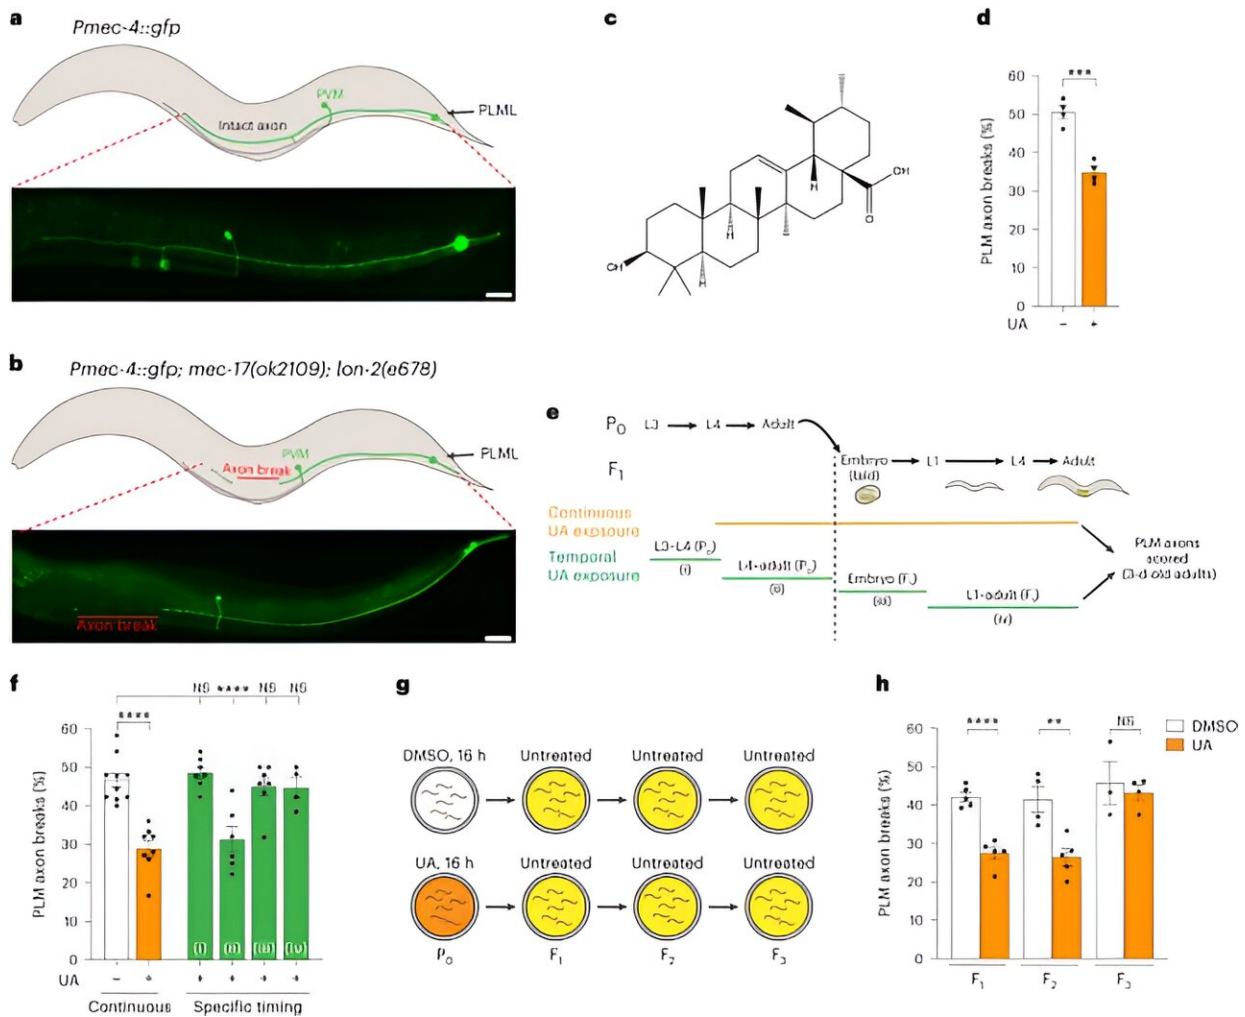 a
Pmec-4::gfp
PVM
PLML
Intact axon
b
Pmec-4::gfp; mec-17(ok2109); lon-2(e678)
PVM
PLML
Axon break
Axon break
c
OH
O
H
H
H
OH
d
PLM axon breaks (%)
60
50
40
30
20
10
0
***
UA
–
+
e
P0 L3 L4 Adult
F1
Embryo
L1 L4 Adult
Continuous
UA exposure
Temporal
UA exposure
L3-L4 (P0)
(i)
L4-adult (P0)
(ii)
Embryo (F1)
(iii)
L1-adult (F1)
(iv)
PLM axons
scored
(3-d-old adults)
f
NS **** NS NS
****
PLM axon breaks (%)
60
50
40
30
20
10
0
(i) (ii) (iii) (iv)
UA – + + + + +
Continuous Specific timing
g
DMSO, 16 h Untreated Untreated Untreated
UA, 16 h Untreated Untreated Untreated
P0 F1 F2 F3
h
**** ** NS
DMSO
UA
PLM axon breaks (%)
60
50
40
30
20
10
0
F1 F2 F3